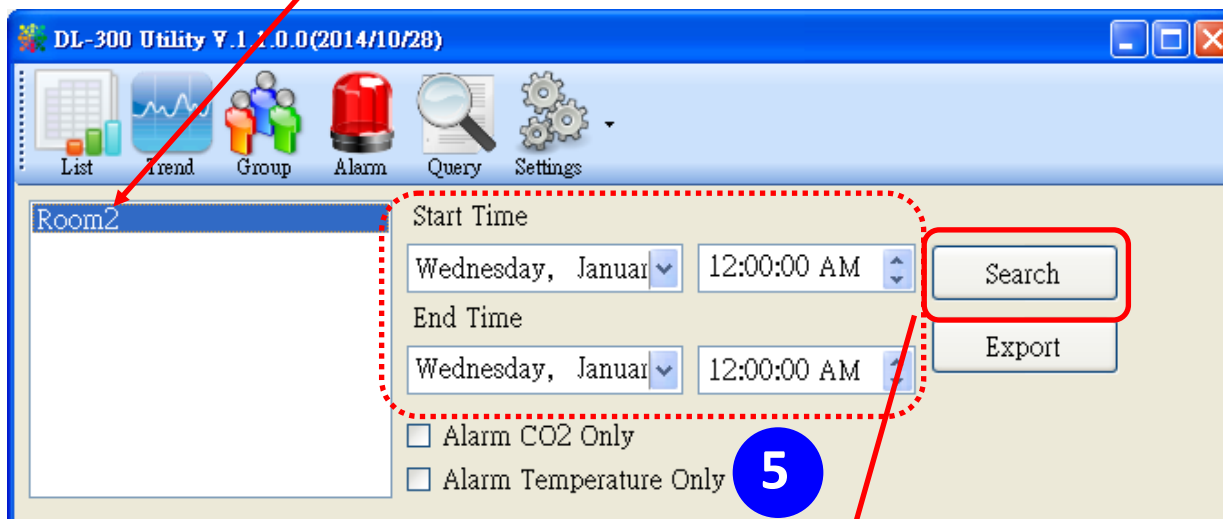 DL-300 Utility V.1.1.0.0(2014/10/28)
List Trend Group Alarm Query Settings
Room2
Start Time
Wednesday, Januar 12:00:00 AM
Search
End Time
Wednesday, Januar 12:00:00 AM
Export
Alarm CO2 Only
Alarm Temperature Only
5